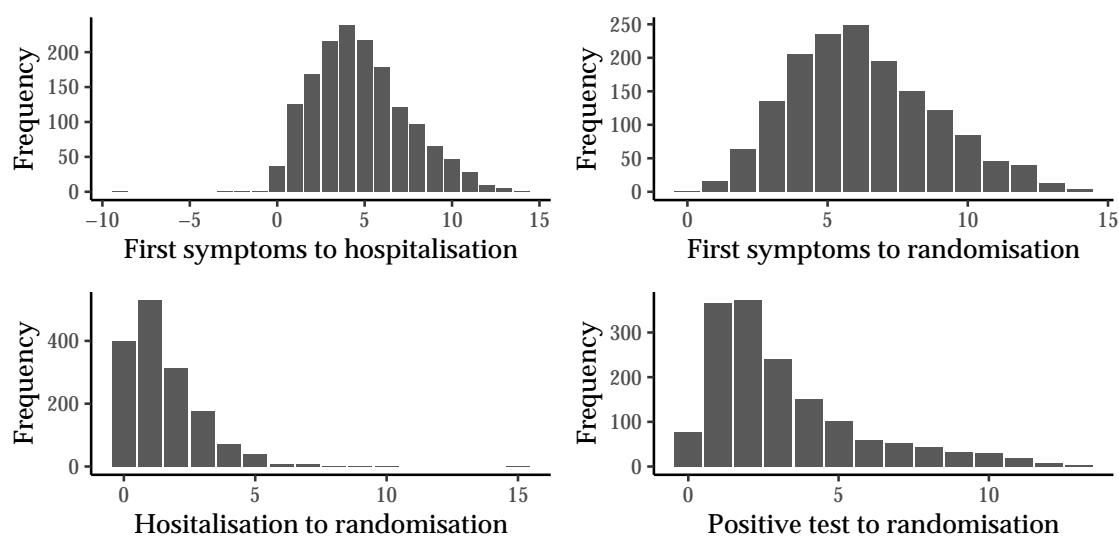 Frequency
200
150
100
50
0
−10 −5 0 5 10 15
First symptoms to hospitalisation
Frequency
250
200
150
100
50
0
0 5 10 15
First symptoms to randomisation
Frequency
400
200
0
0 5 10 15
Hositalisation to randomisation
Frequency
300
200
100
0
0 5 10
Positive test to randomisation